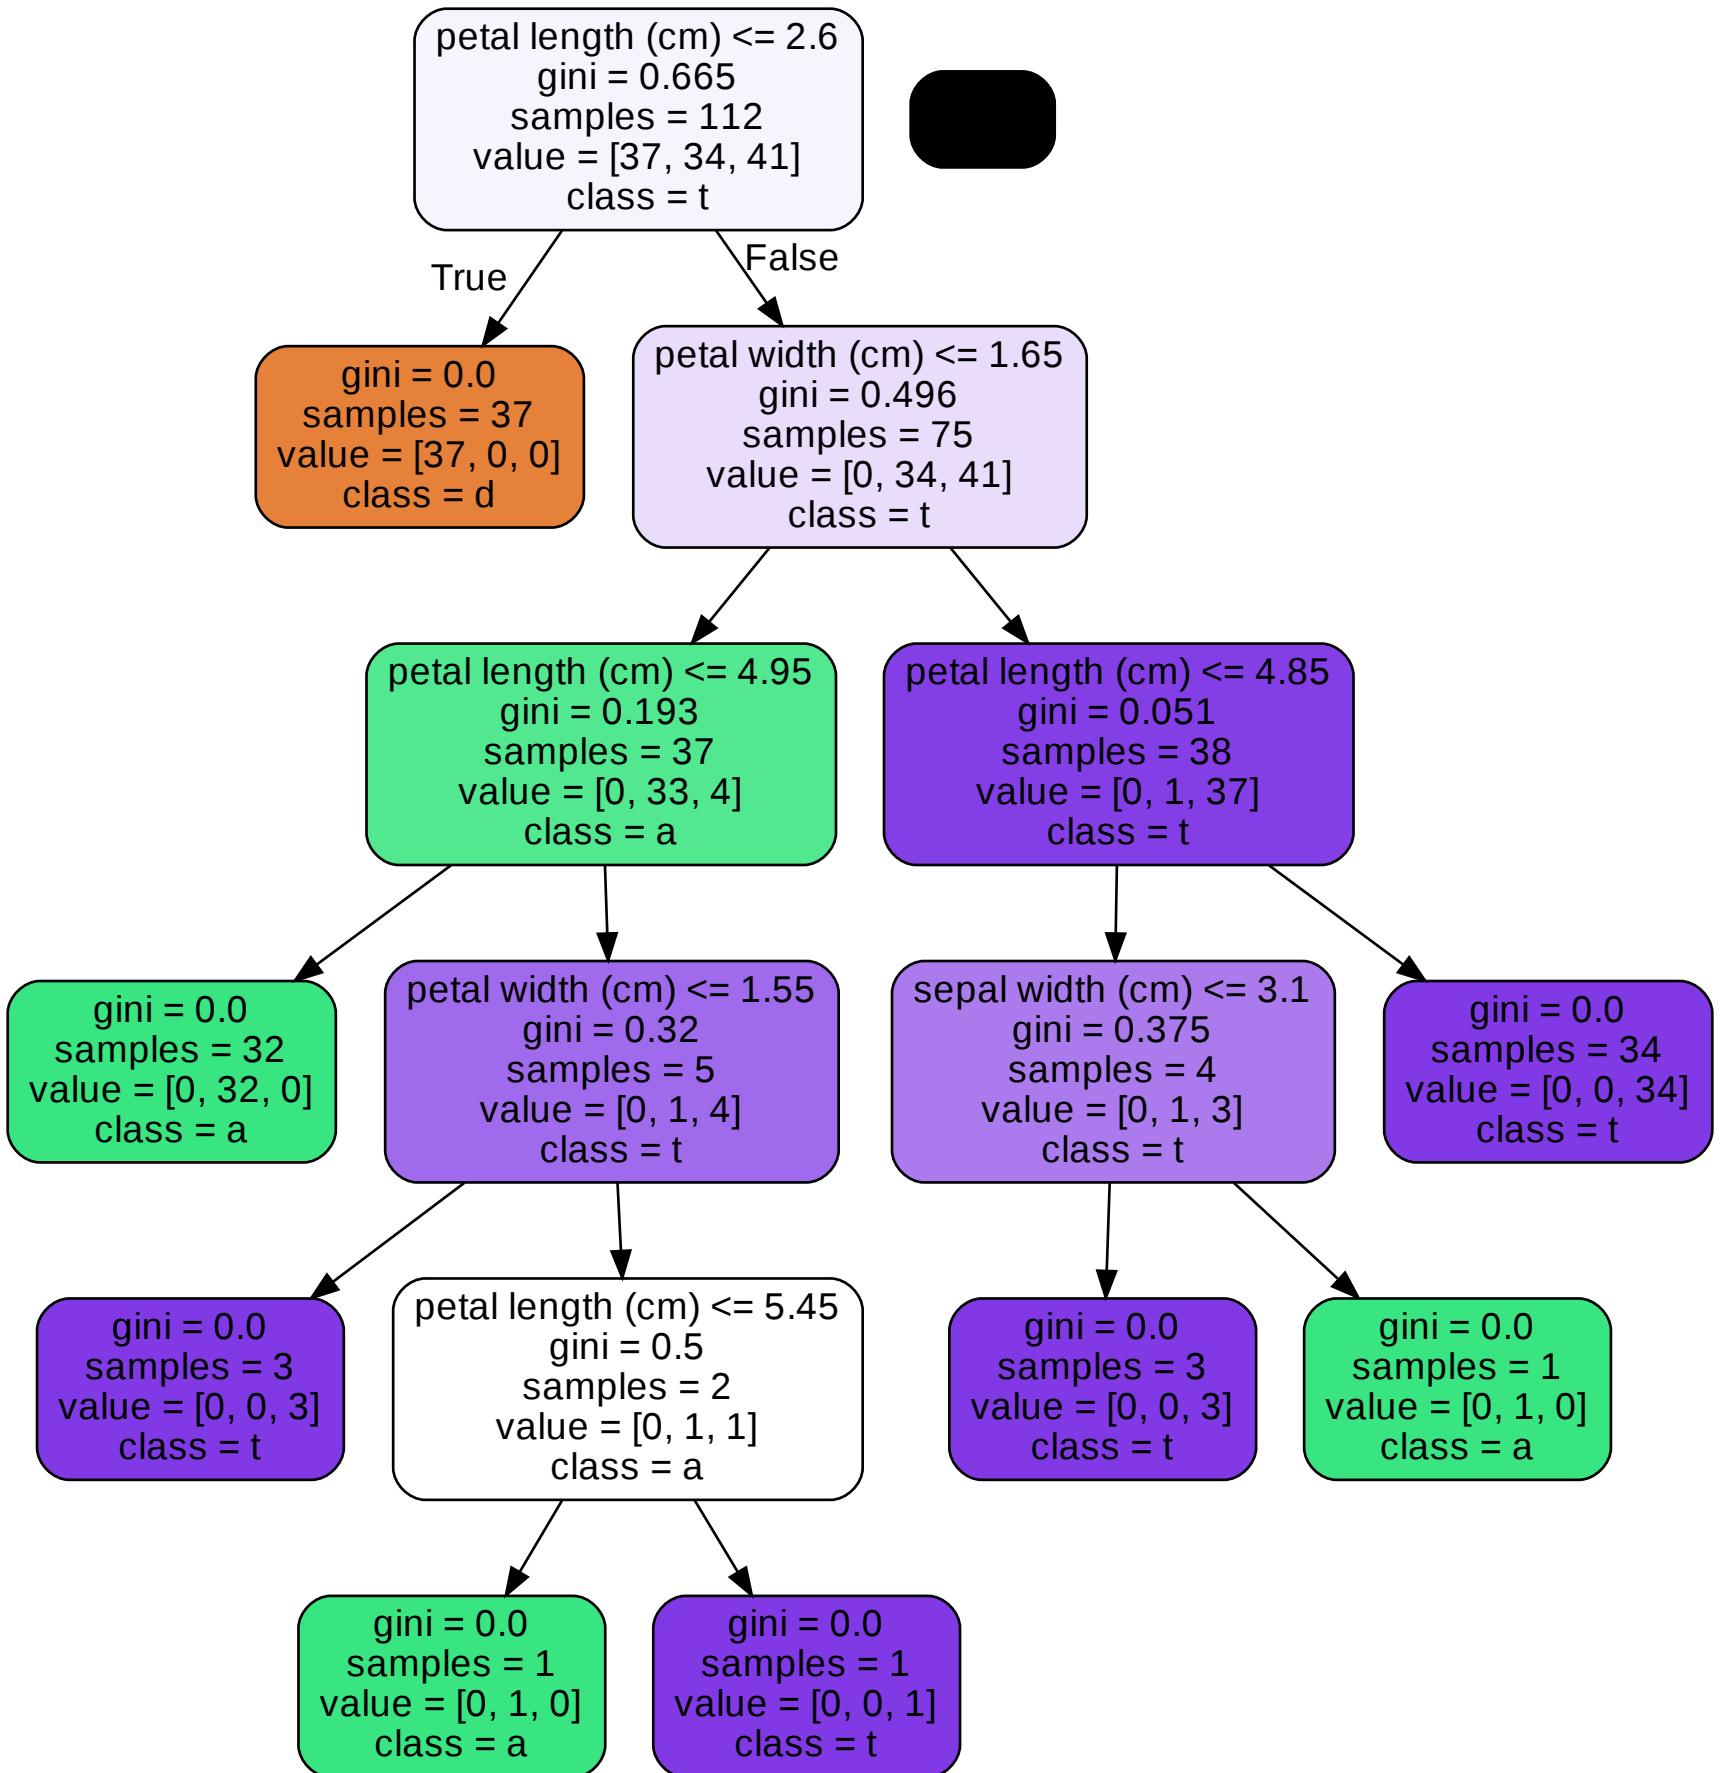 petal length (cm) <= 2.6
gini = 0.665
samples = 112
value = [37, 34, 41]
class = t
True
False
gini = 0.0
samples = 37
value = [37, 0, 0]
class = d
petal width (cm) <= 1.65
gini = 0.496
samples = 75
value = [0, 34, 41]
class = t
petal length (cm) <= 4.95
gini = 0.193
samples = 37
value = [0, 33, 4]
class = a
petal length (cm) <= 4.85
gini = 0.051
samples = 38
value = [0, 1, 37]
class = t
gini = 0.0
samples = 32
value = [0, 32, 0]
class = a
petal width (cm) <= 1.55
gini = 0.32
samples = 5
value = [0, 1, 4]
class = t
sepal width (cm) <= 3.1
gini = 0.375
samples = 4
value = [0, 1, 3]
class = t
gini = 0.0
samples = 34
value = [0, 0, 34]
class = t
gini = 0.0
samples = 3
value = [0, 0, 3]
class = t
petal length (cm) <= 5.45
gini = 0.5
samples = 2
value = [0, 1, 1]
class = a
gini = 0.0
samples = 3
value = [0, 0, 3]
class = t
gini = 0.0
samples = 1
value = [0, 1, 0]
class = a
gini = 0.0
samples = 1
value = [0, 1, 0]
class = a
gini = 0.0
samples = 1
value = [0, 0, 1]
class = t